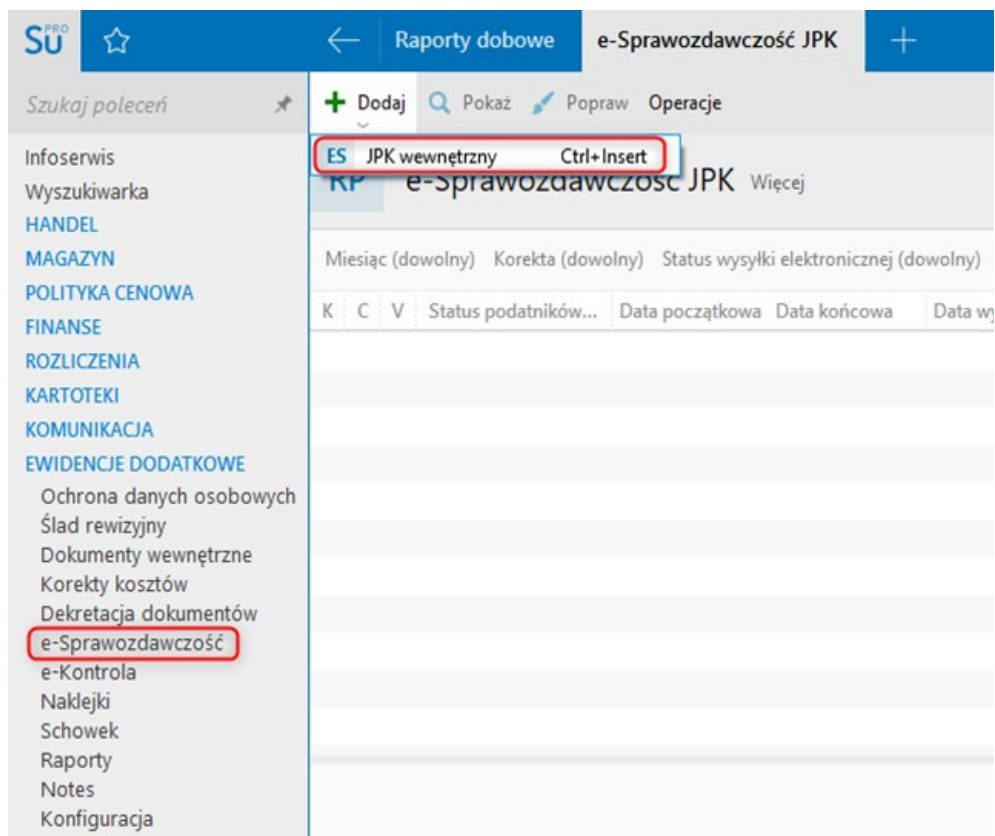 Su PRO
Raporty dobowe e-Sprawozdawczość JPK
Szukaj poleceń
Dodaj Pokaż Popraw Operacje
ES JPK wewnętrzny Ctrl+Insert
RP e-Sprawozdawczość JPK Więcej
Miesiąc (dowolny) Korekta (dowolny) Status wysyłki elektronicznej (dowolny)
K C V Status podatników... Data początkowa Data końcowa Data wy
Infoserwis
Wyszukiwarka
HANDEL
MAGAZYN
POLITYKA CENOWA
FINANSE
ROZLICZENIA
KARTOTEKI
KOMUNIKACJA
EWIDENCJE DODATKOWE
Ochrona danych osobowych
Ślad rewizyjny
Dokumenty wewnętrzne
Korekty kosztów
Dekretacja dokumentów
e-Sprawozdawczość
e-Kontrola
Naklejki
Schowek
Raporty
Notes
Konfiguracja